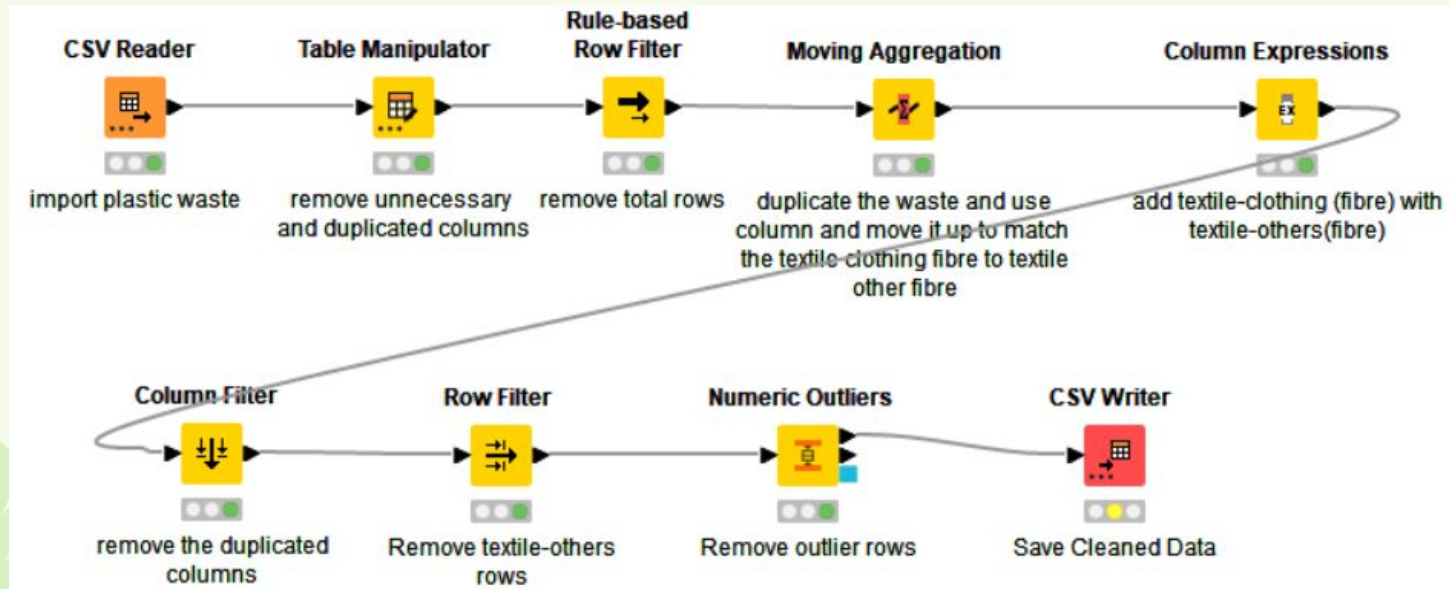 CSV Reader
Table Manipulator
Rule-based
Row Filter
Moving Aggregation
Column Expressions
EX
import plastic waste
remove unnecessary
and duplicated columns
remove total rows
duplicate the waste and use
column and move it up to match
the textile clothing fibre to textile
other fibre
add textile-clothing (fibre) with
textile-others(fibre)
Column Filter
Row Filter
Numeric Outliers
CSV Writer
remove the duplicated
columns
Remove textile-others
rows
Remove outlier rows
Save Cleaned Data